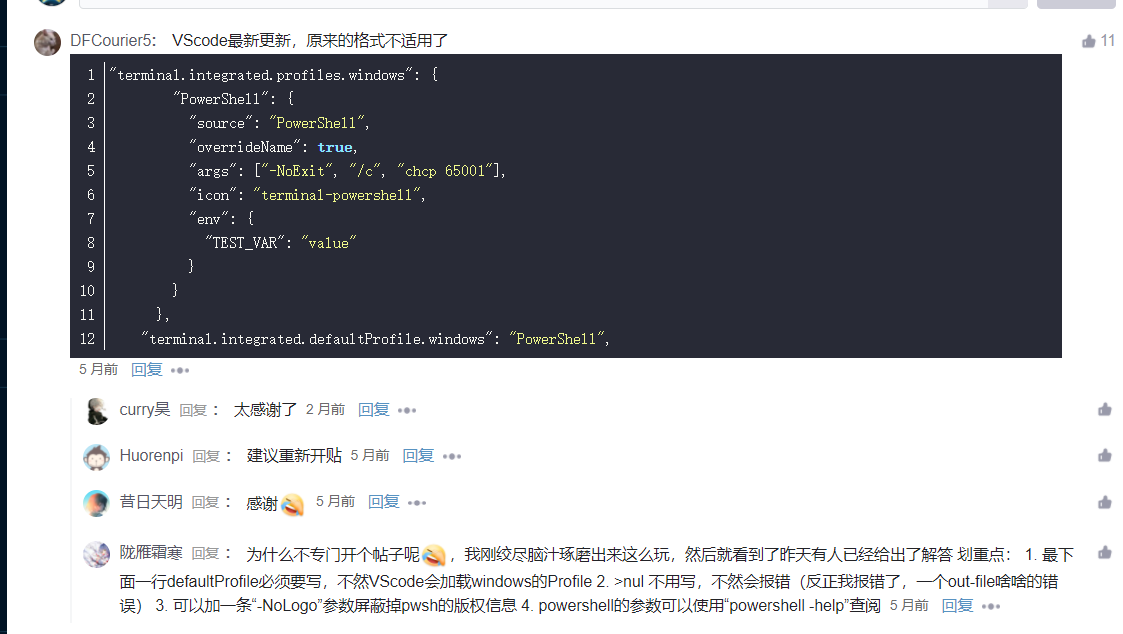 DFCourier5： VScode最新更新，原来的格式不适用了 11
1 "terminal.integrated.profiles.windows": {
2 "PowerShell": {
3 "source": "PowerShell",
4 "overrideName": true,
5 "args": ["-NoExit", "/c", "chcp 65001"],
6 "icon": "terminal-powershell",
7 "env": {
8 "TEST_VAR": "value"
9 }
10 }
11 },
12 "terminal.integrated.defaultProfile.windows": "PowerShell",
5 月前 回复 •••
curry昊 回复 ： 太感谢了 2 月前 回复 •••
Huorenpi 回复 ： 建议重新开贴 5 月前 回复 •••
昔日天明 回复 ： 感谢🤣 5 月前 回复 •••
陇雁霜寒 回复 ： 为什么不专门开个帖子呢🤣，我刚绞尽脑汁琢磨出来这么玩，然后就看到了昨天有人已经给出了解答 划重点： 1. 最下
面一行defaultProfile必须要写，不然VScode会加载windows的Profile 2. >nul 不用写，不然会报错（反正我报错了，一个out-file啥啥的错
误） 3. 可以加一条“-NoLogo”参数屏蔽掉pwsh的版权信息 4. powershell的参数可以使用“powershell -help”查阅 5 月前 回复 •••